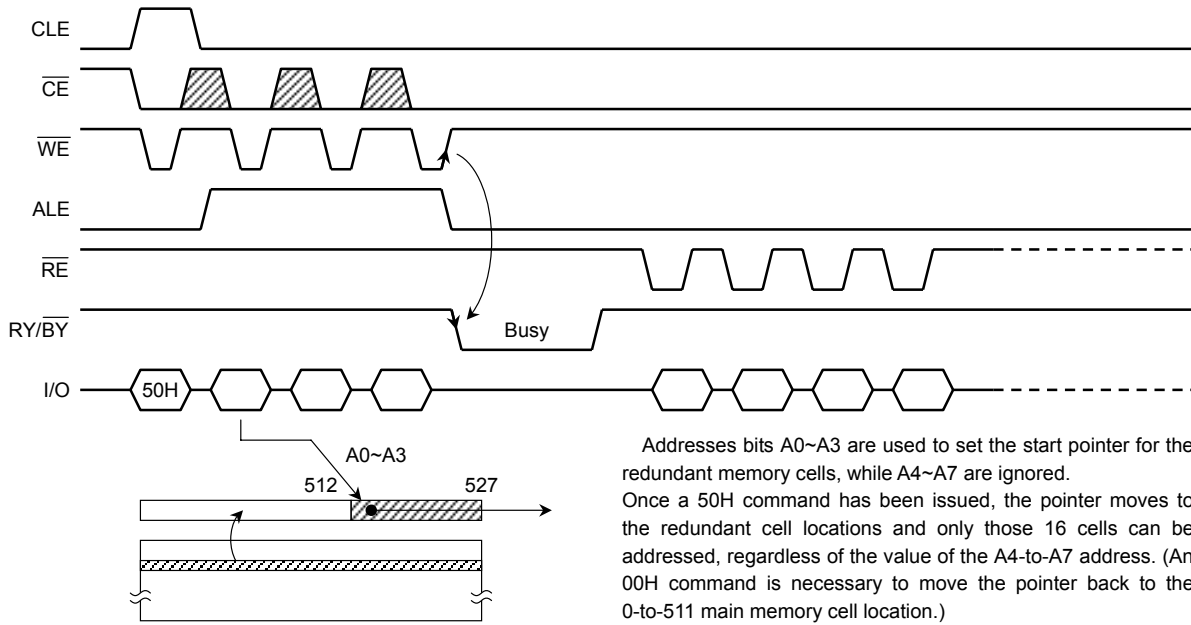 CLE
CE
WE
ALE
RE
RY/BY
Busy
I/O
50H
A0~A3
512
527
Addresses bits A0~A3 are used to set the start pointer for the
redundant memory cells, while A4~A7 are ignored.
Once a 50H command has been issued, the pointer moves to
the redundant cell locations and only those 16 cells can be
addressed, regardless of the value of the A4-to-A7 address. (An
00H command is necessary to move the pointer back to the
0-to-511 main memory cell location.)